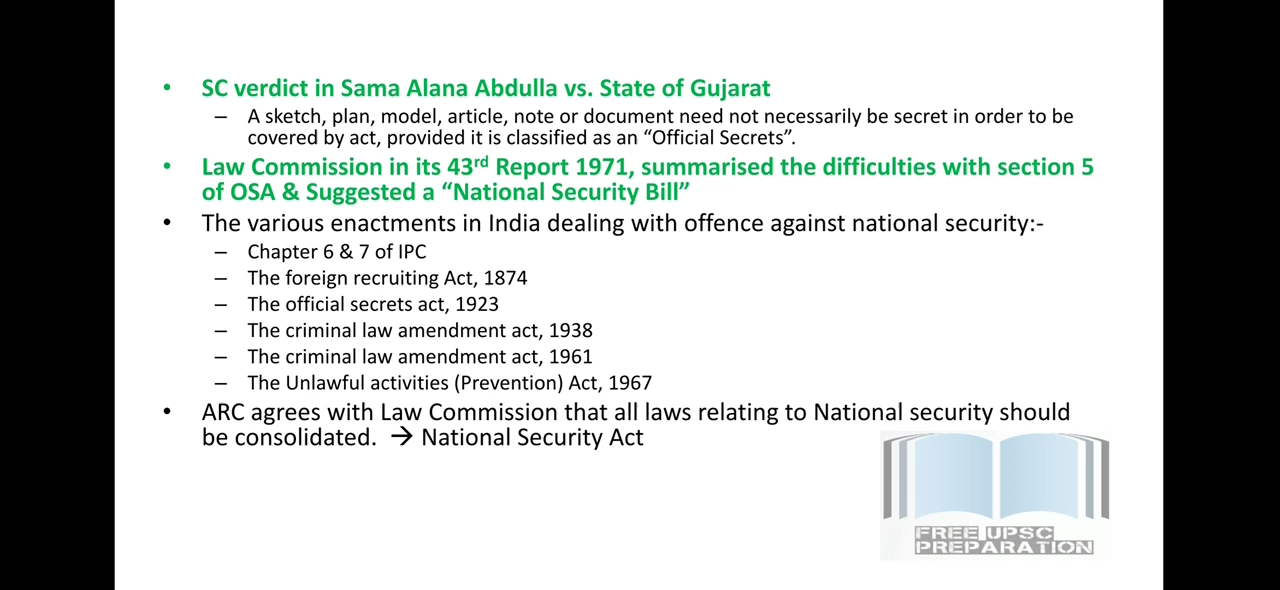 • SC verdict in Sama Alana Abdulla vs. State of Gujarat
– A sketch, plan, model, article, note or document need not necessarily be secret in order to be
covered by act, provided it is classified as an “Official Secrets”.
• Law Commission in its 43rd Report 1971, summarised the difficulties with section 5
of OSA & Suggested a “National Security Bill”
• The various enactments in India dealing with offence against national security:-
– Chapter 6 & 7 of IPC
– The foreign recruiting Act, 1874
– The official secrets act, 1923
– The criminal law amendment act, 1938
– The criminal law amendment act, 1961
– The Unlawful activities (Prevention) Act, 1967
• ARC agrees with Law Commission that all laws relating to National security should
be consolidated. → National Security Act
FREE UPSC
PREPARATION